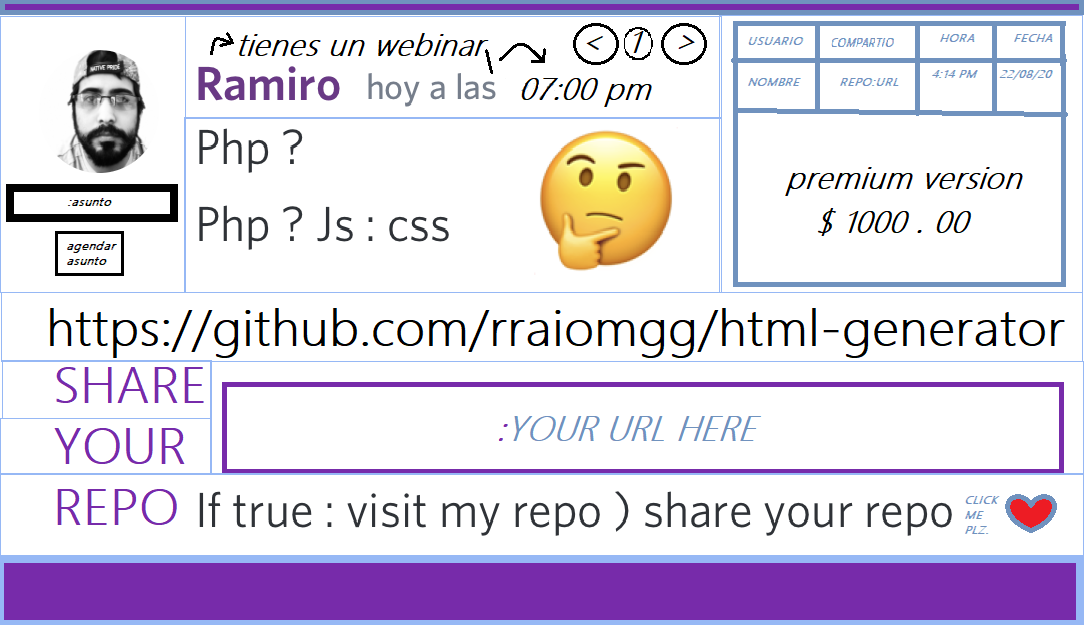 tienes un webinar
Ramiro hoy a las 07:00 pm
< 1 >
NATIVE PRIDE
:asunto
agendar
asunto
Php ?
Php ? Js : css
USUARIO COMPARTIO HORA FECHA
NOMBRE REPO:URL 4:14 PM 22/08/20
premium version
$ 1000 . 00
https://github.com/rraiomgg/html-generator
SHARE
YOUR
REPO
:YOUR URL HERE
If true : visit my repo ) share your repo
CLICK
ME
PLZ.